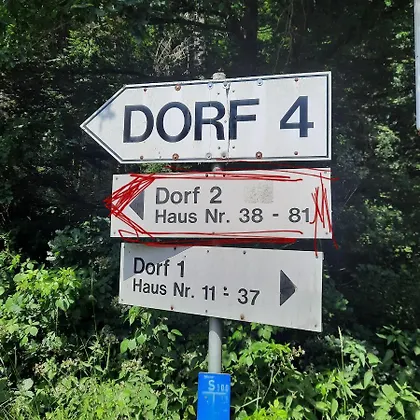 DORF 4
Dorf 2
Haus Nr. 38 - 81
Dorf 1
Haus Nr. 11 - 37